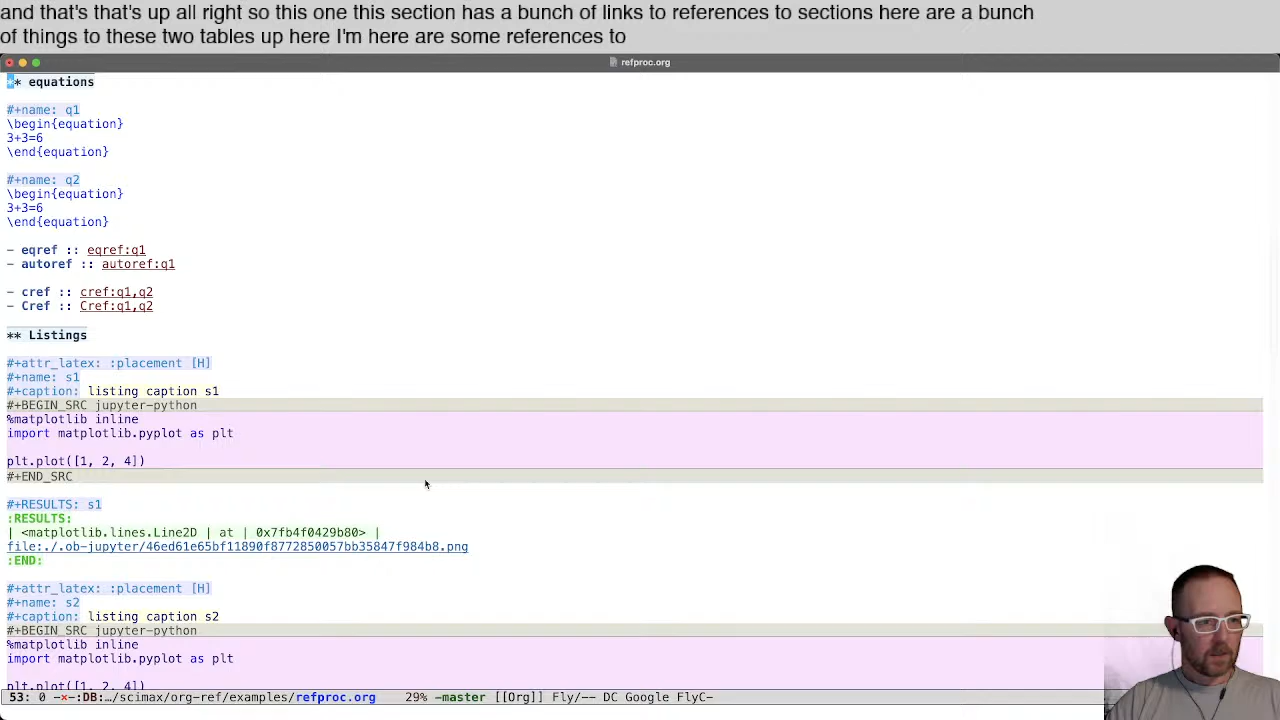 and that's that's up all right so this one this section has a bunch of links to references to sections here are a bunch
of things to these two tables up here I'm here are some references to
refproc.org
** equations
#+name: q1
\begin{equation}
3+3=6
\end{equation}
#+name: q2
\begin{equation}
3+3=6
\end{equation}
- eqref :: eqref:q1
- autoref :: autoref:q1
- cref :: cref:q1,q2
- Cref :: Cref:q1,q2
** Listings
#+attr_latex: :placement [H]
#+name: s1
#+caption: listing caption s1
#+BEGIN_SRC jupyter-python
%matplotlib inline
import matplotlib.pyplot as plt
plt.plot([1, 2, 4])
#+END_SRC
#+RESULTS: s1
:RESULTS:
| <matplotlib.lines.Line2D | at | 0x7fb4f0429b80> |
file:./.ob-jupyter/46ed61e65bf11890f8772850057bb35847f984b8.png
:END:
#+attr_latex: :placement [H]
#+name: s2
#+caption: listing caption s2
#+BEGIN_SRC jupyter-python
%matplotlib inline
import matplotlib.pyplot as plt
plt.plot([1, 2, 4])
53: 0 -×-:DB:…/scimax/org-ref/examples/refproc.org 29% -master [[Org]] Fly/-- DC Google FlyC-